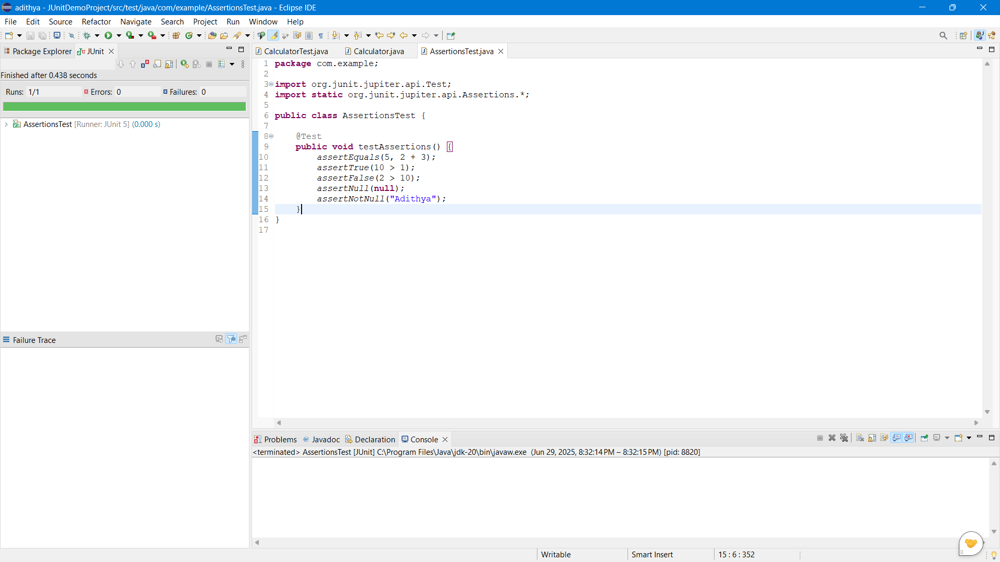 adithya - JUnitDemoProject/src/test/java/com/example/AssertionsTest.java - Eclipse IDE
File Edit Source Refactor Navigate Search Project Run Window Help
Package Explorer JUnit
Finished after 0.438 seconds
Runs: 1/1 Errors: 0 Failures: 0
AssertionsTest [Runner: JUnit 5] (0.000 s)
Failure Trace
CalculatorTest.java Calculator.java AssertionsTest.java
1 package com.example;
2
3 import org.junit.jupiter.api.Test;
4 import static org.junit.jupiter.api.Assertions.*;
5
6 public class AssertionsTest {
7
8 @Test
9 public void testAssertions() {
10 assertEquals(5, 2 + 3);
11 assertTrue(10 > 1);
12 assertFalse(2 > 10);
13 assertNull(null);
14 assertNotNull("Adithya");
15 }
16 }
17
Problems Javadoc Declaration Console
<terminated> AssertionsTest [JUnit] C:\Program Files\Java\jdk-20\bin\javaw.exe (Jun 29, 2025, 8:32:14 PM – 8:32:15 PM) [pid: 8820]
Writable Smart Insert 15 : 6 : 352